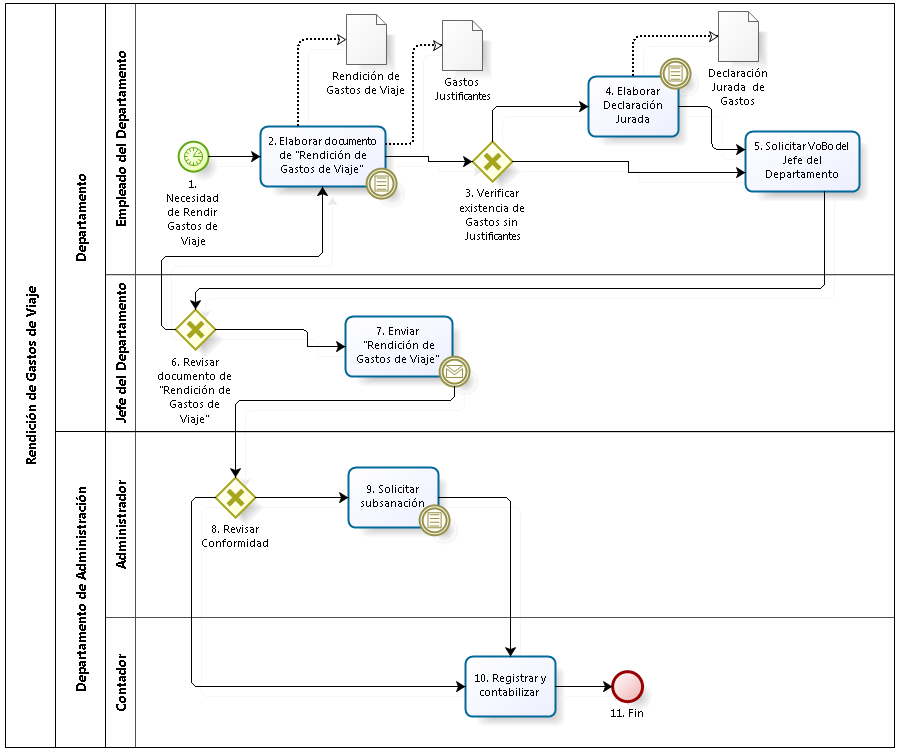 Rendición de Gastos de Viaje
Departamento
Empleado del Departamento
1.
Necesidad
de Rendir
Gastos de
Viaje
2. Elaborar documento
de "Rendición de
Gastos de Viaje"
Rendición de
Gastos de Viaje
Gastos
Justificantes
3. Verificar
existencia de
Gastos sin
Justificantes
4. Elaborar
Declaración
Jurada
Declaración
Jurada de
Gastos
5. Solicitar VoBo del
Jefe del
Departamento
Jefe del Departamento
6. Revisar
documento de
"Rendición de
Gastos de
Viaje"
7. Enviar
"Rendición de
Gastos de Viaje"
Departamento de Administración
Administrador
8. Revisar
Conformidad
9. Solicitar
subsanación
Contador
10. Registrar y
contabilizar
11. Fin